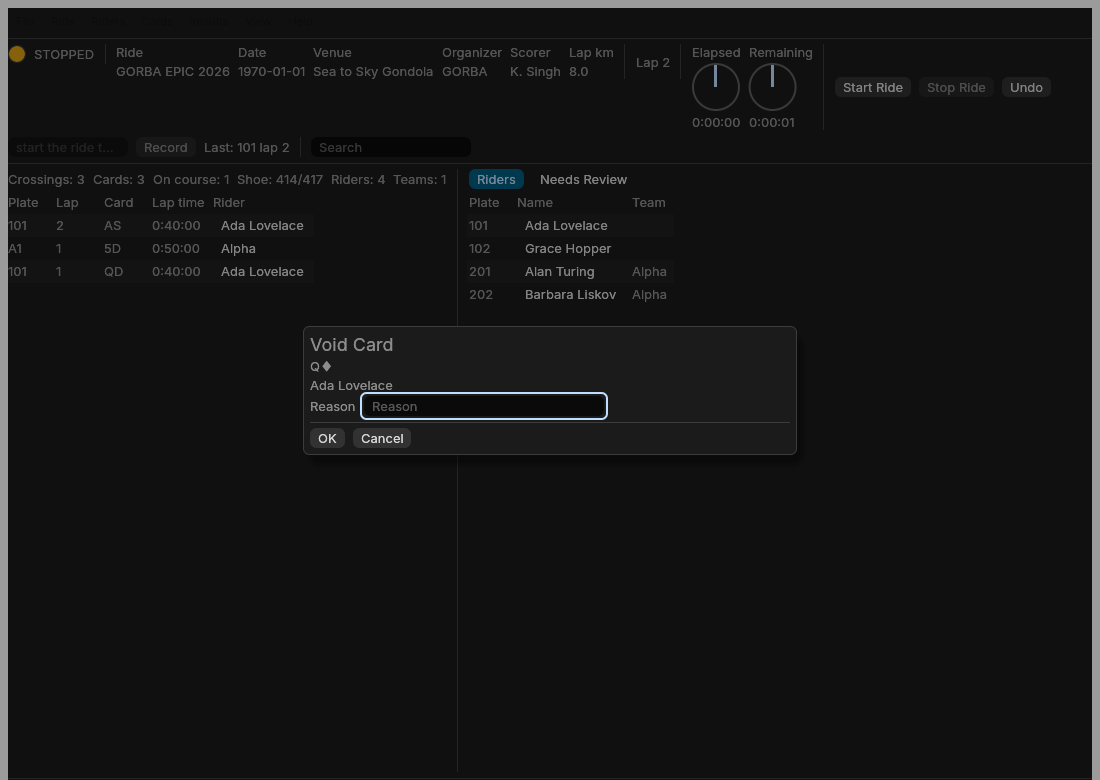 STOPPED
Ride Date Venue Organizer Scorer Lap km
GORBA EPIC 2026 1970-01-01 Sea to Sky Gondola GORBA K. Singh 8.0
Lap 2
Elapsed Remaining
0:00:00 0:00:01
Start Ride Stop Ride Undo
start the ride t... Record Last: 101 lap 2 Search
Crossings: 3 Cards: 3 On course: 1 Shoe: 414/417 Riders: 4 Teams: 1
Plate Lap Card Lap time Rider
101 2 AS 0:40:00 Ada Lovelace
A1 1 5D 0:50:00 Alpha
101 1 QD 0:40:00 Ada Lovelace
Riders Needs Review
Plate Name Team
101 Ada Lovelace
102 Grace Hopper
201 Alan Turing Alpha
202 Barbara Liskov Alpha
Void Card
Q♦
Ada Lovelace
Reason Reason
OK Cancel